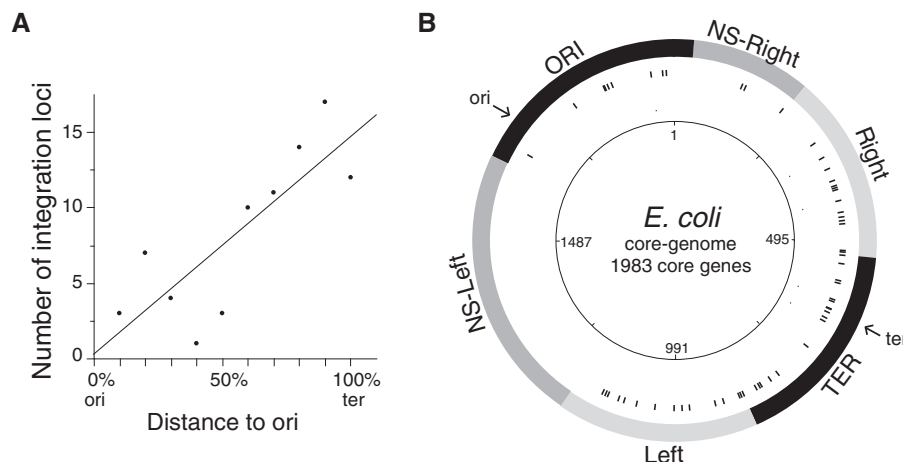 A
Number of integration loci
15
10
5
0
0%
ori
50%
100%
ter
Distance to ori
B
ORI
NS-Right
Right
TER
Left
NS-Left
ori
ter
1
495
991
1487
E. coli
core-genome
1983 core genes